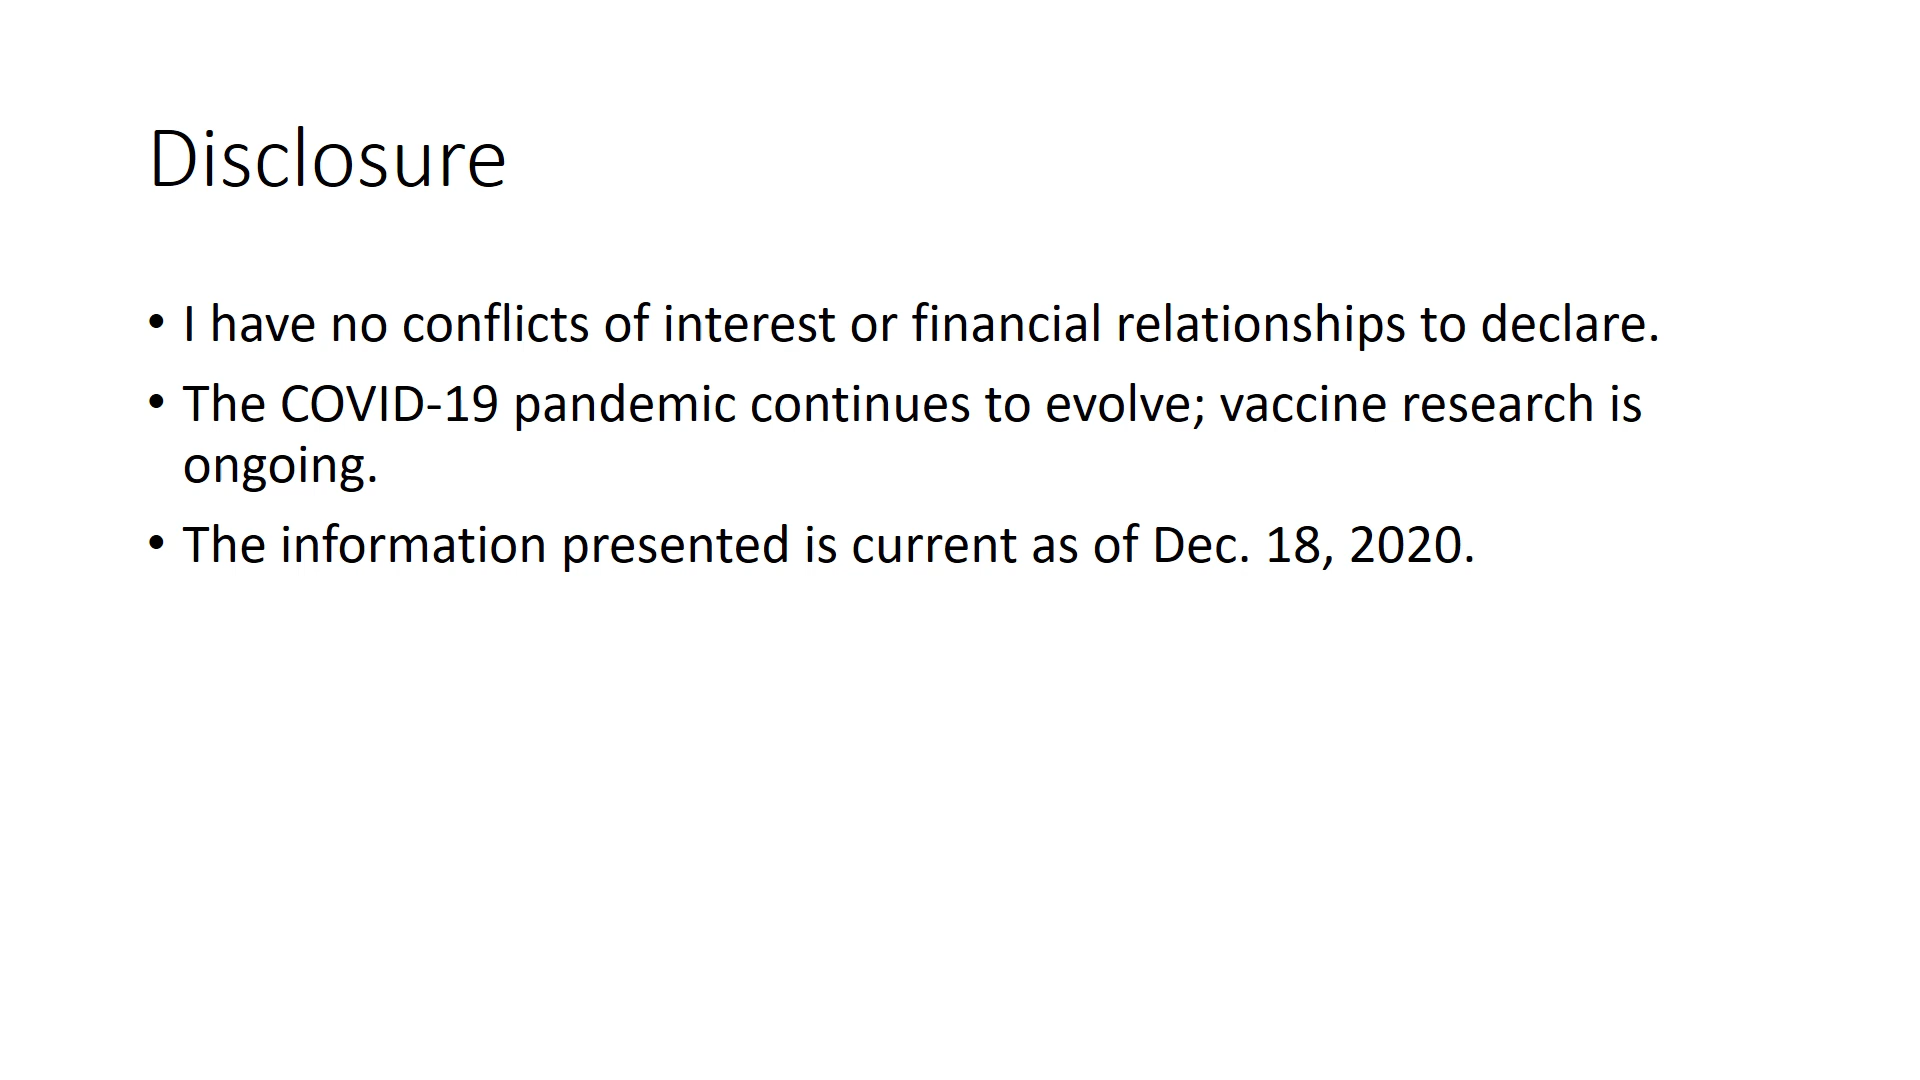 Disclosure
• I have no conflicts of interest or financial relationships to declare.
• The COVID-19 pandemic continues to evolve; vaccine research is
ongoing.
• The information presented is current as of Dec. 18, 2020.